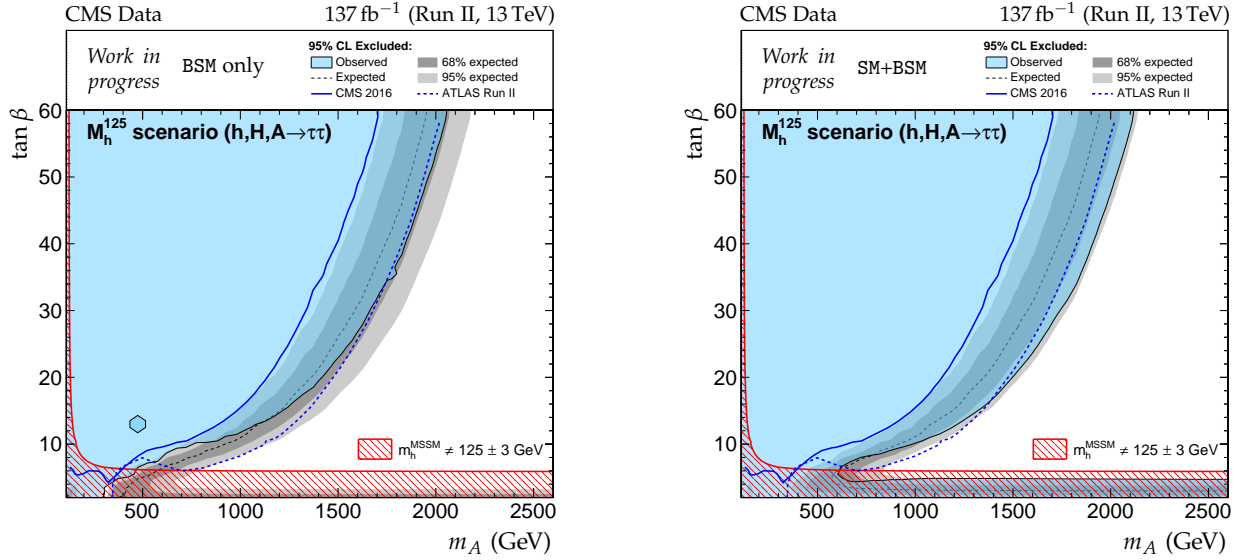 CMS Data 137 fb⁻¹ (Run II, 13 TeV)
Work in progress BSM only
95% CL Excluded:
Observed 68% expected
Expected 95% expected
CMS 2016 ATLAS Run II
M_h^125 scenario (h,H,A→ττ)
tan β
60
50
40
30
20
10
m_h^MSSM ≠ 125 ± 3 GeV
500 1000 1500 2000 2500
m_A (GeV)
CMS Data 137 fb⁻¹ (Run II, 13 TeV)
Work in progress SM+BSM
95% CL Excluded:
Observed 68% expected
Expected 95% expected
CMS 2016 ATLAS Run II
M_h^125 scenario (h,H,A→ττ)
tan β
60
50
40
30
20
10
m_h^MSSM ≠ 125 ± 3 GeV
500 1000 1500 2000 2500
m_A (GeV)